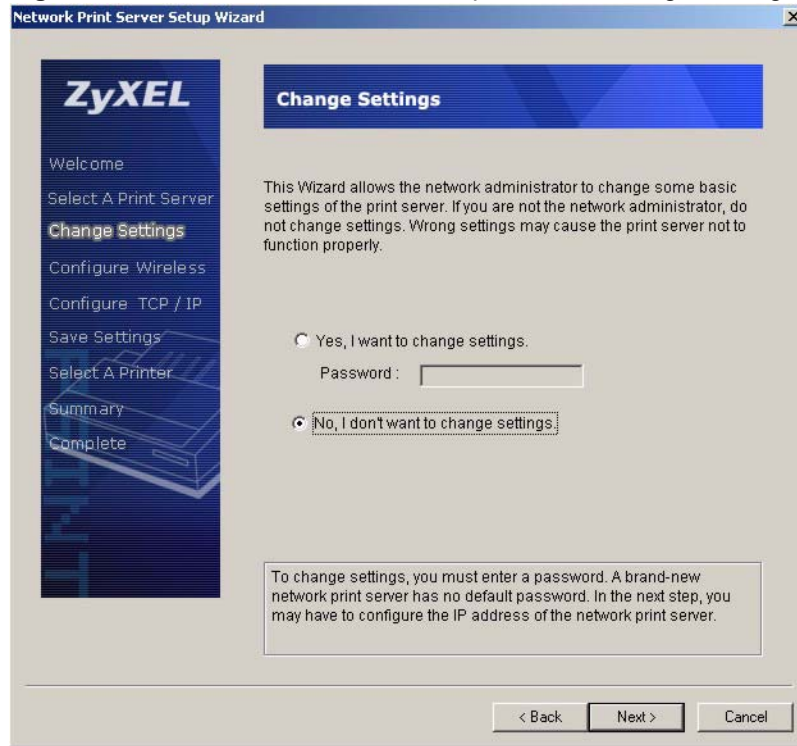 Network Print Server Setup Wizard
ZyXEL
Welcome
Select A Print Server
Change Settings
Configure Wireless
Configure TCP / IP
Save Settings
Select A Printer
Summary
Complete
PRINT
Change Settings
This Wizard allows the network administrator to change some basic
settings of the print server. If you are not the network administrator, do
not change settings. Wrong settings may cause the print server not to
function properly.
Yes, I want to change settings.
Password :
No, I don't want to change settings.
To change settings, you must enter a password. A brand-new
network print server has no default password. In the next step, you
may have to configure the IP address of the network print server.
< Back
Next >
Cancel